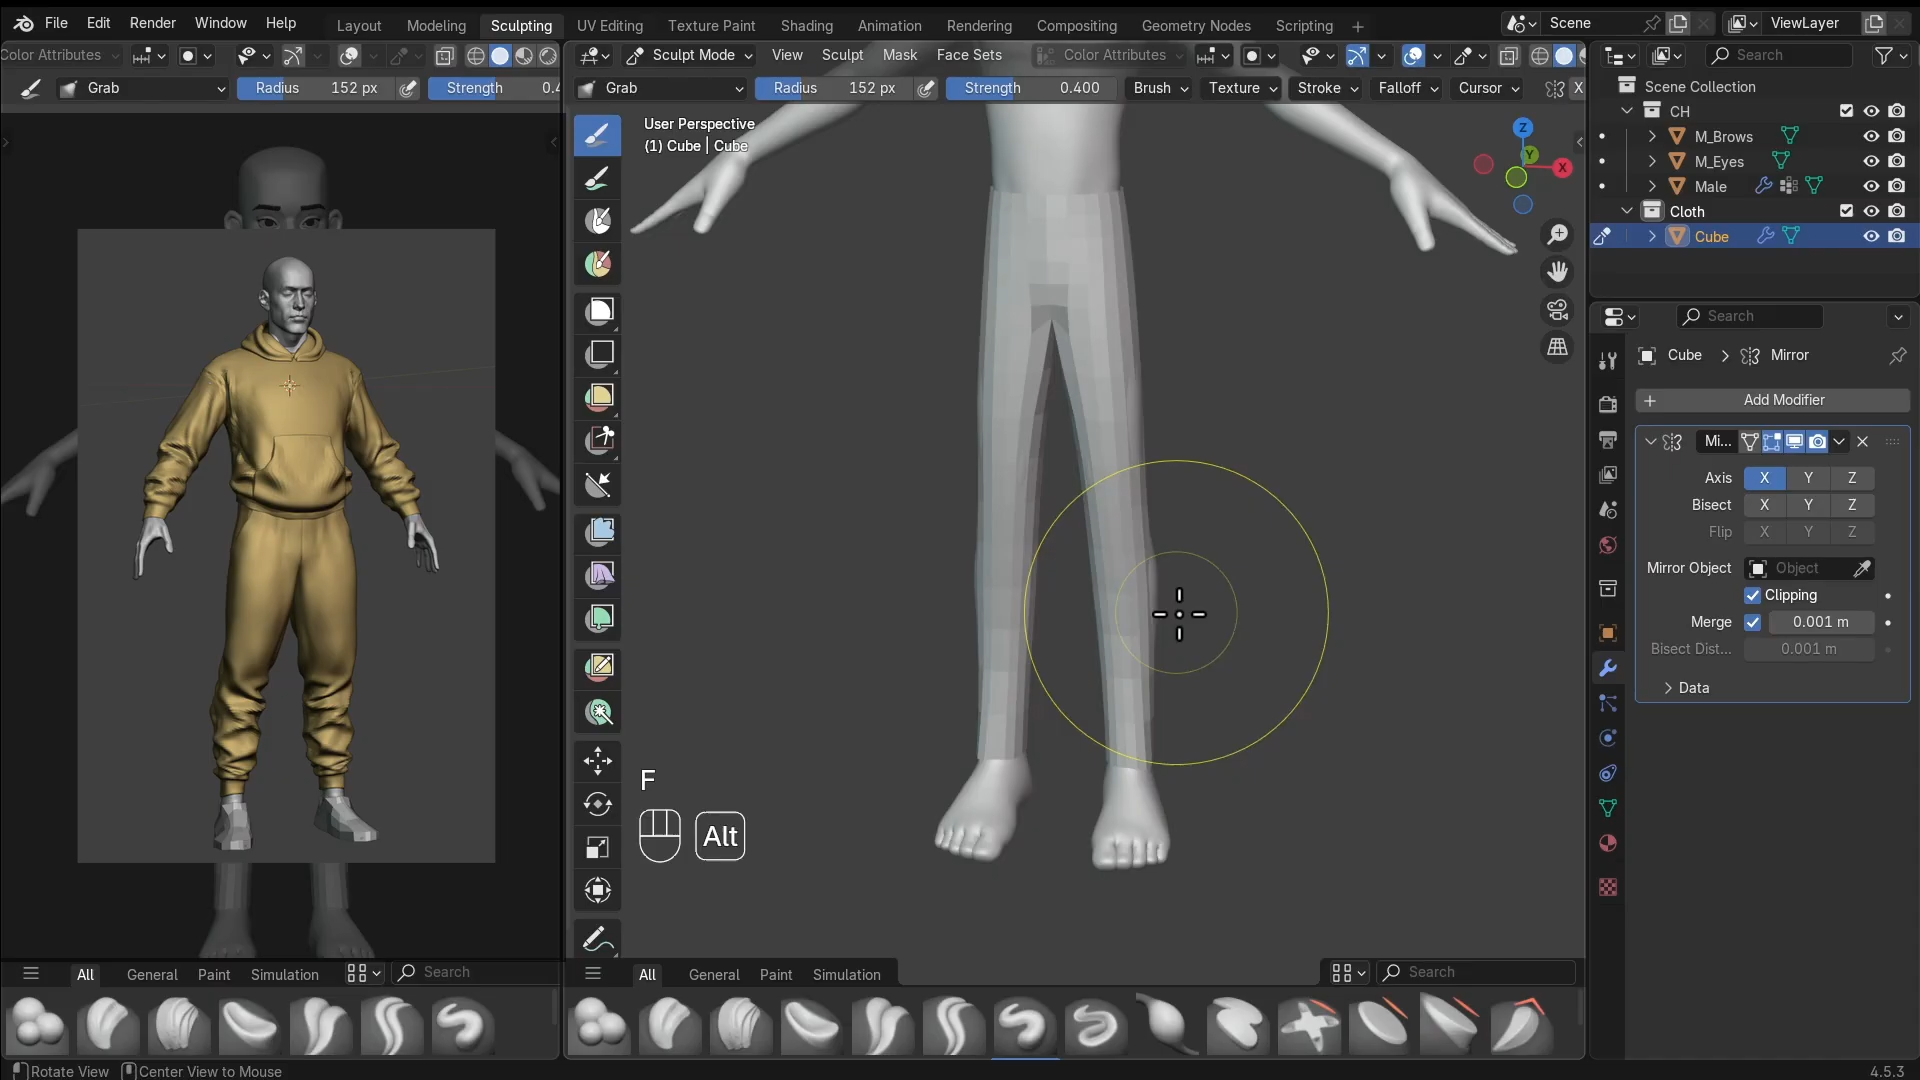 File Edit Render Window Help Layout Modeling Sculpting UV Editing Texture Paint Shading Animation Rendering Compositing Geometry Nodes Scripting Scene ViewLayer
Color Attributes
Sculpt Mode View Sculpt Mask Face Sets Color Attributes
Search
Grab Radius 152 px Strength 0.4
Grab Radius 152 px Strength 0.400 Brush Texture Stroke Falloff Cursor X
Scene Collection
CH
M_Brows
M_Eyes
Male
Cloth
Cube
User Perspective
(1) Cube | Cube
Z
Y
X
Search
Cube Mirror
Add Modifier
Mi...
Axis X Y Z
Bisect X Y Z
Flip X Y Z
Mirror Object Object
Clipping
Merge 0.001 m
Bisect Dist... 0.001 m
Data
F
Alt
All General Paint Simulation Search
All General Paint Simulation Search
Rotate View Center View to Mouse 4.5.3